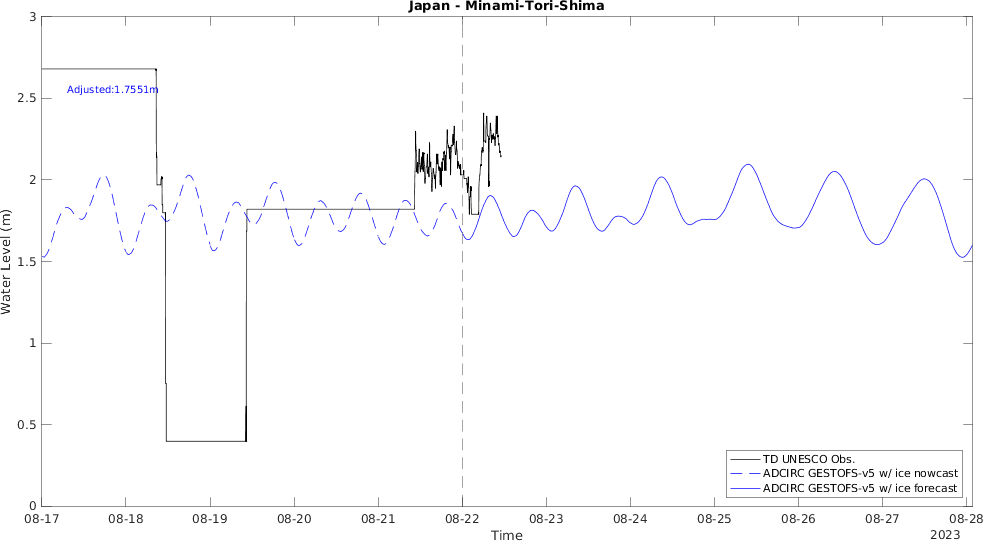 Japan - Minami-Tori-Shima
3
2.5
2
1.5
1
0.5
0
Water Level (m)
Adjusted:1.7551m
TD UNESCO Obs.
ADCIRC GESTOFS-v5 w/ ice nowcast
ADCIRC GESTOFS-v5 w/ ice forecast
08-17 08-18 08-19 08-20 08-21 08-22 08-23 08-24 08-25 08-26 08-27 08-28
Time
2023